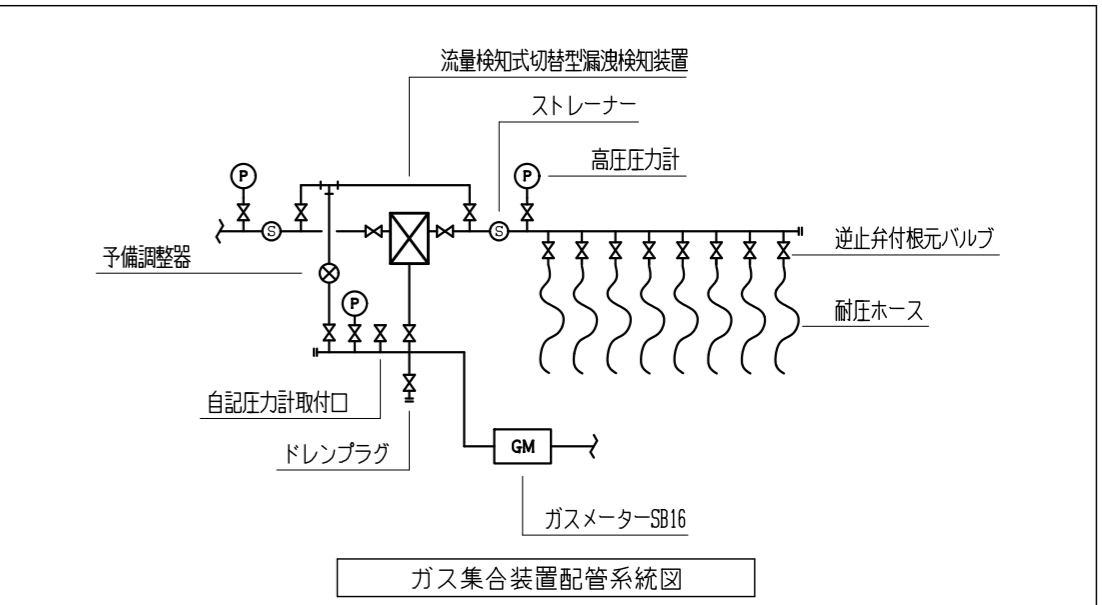 流量検知式切替型漏洩検知装置
ストレーナー
高圧圧力計
P
P
S
S
逆止弁付根元バルブ
予備調整器
P
耐圧ホース
自記圧力計取付口
ドレンプラグ
GM
ガスメーターSB16
ガス集合装置配管系統図